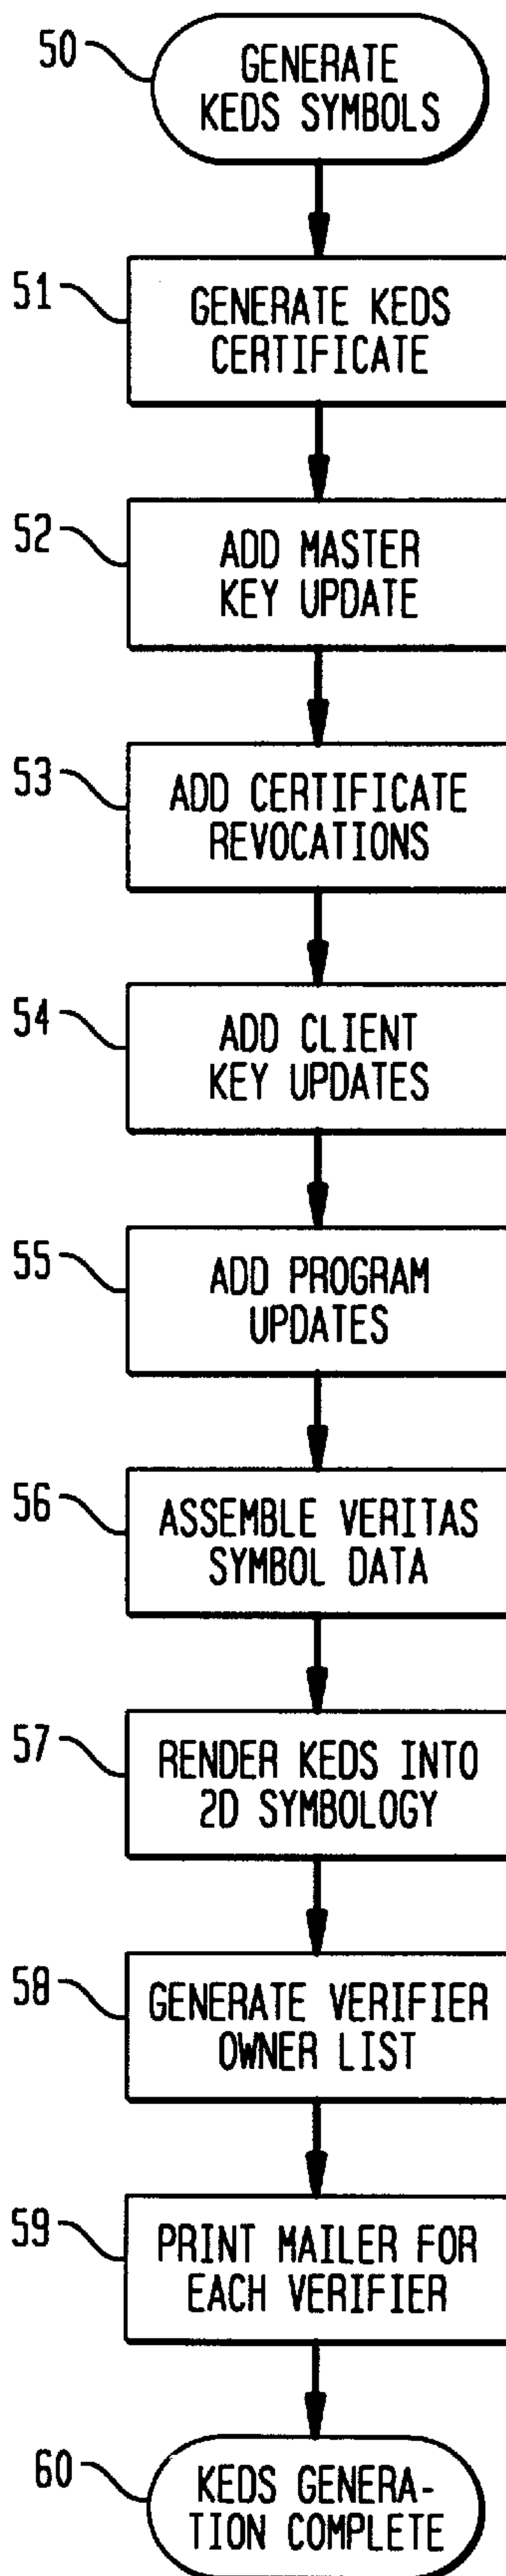 50
GENERATE
KEDS SYMBOLS
51
GENERATE KEDS
CERTIFICATE
52
ADD MASTER
KEY UPDATE
53
ADD CERTIFICATE
REVOCATIONS
54
ADD CLIENT
KEY UPDATES
55
ADD PROGRAM
UPDATES
56
ASSEMBLE VERITAS
SYMBOL DATA
57
RENDER KEDS INTO
2D SYMBOLOGY
58
GENERATE VERIFIER
OWNER LIST
59
PRINT MAILER FOR
EACH VERIFIER
60
KEDS GENERA-
TION COMPLETE